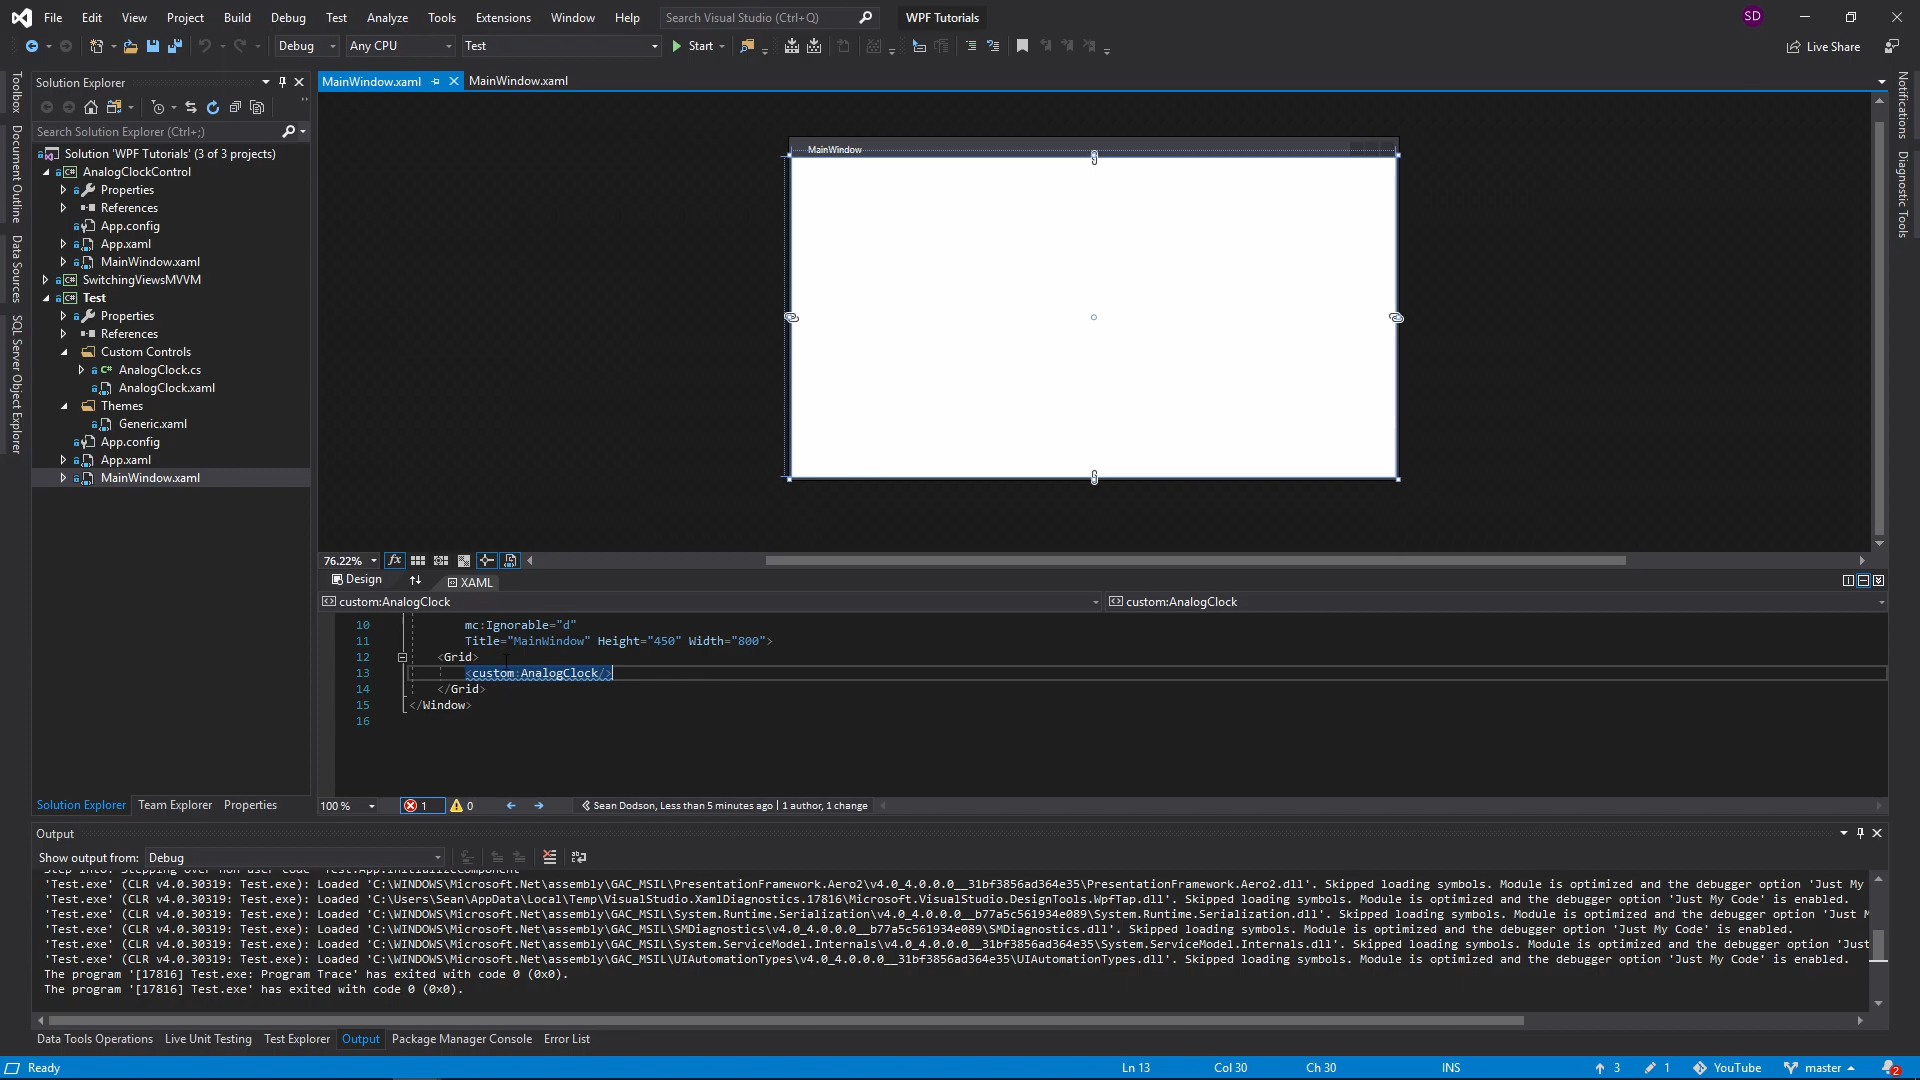 File Edit View Project Build Debug Test Analyze Tools Extensions Window Help Search Visual Studio (Ctrl+Q) WPF Tutorials SD
Debug Any CPU Test Start Live Share
Toolbox
Document Outline
Data Sources
SQL Server Object Explorer
Solution Explorer
Search Solution Explorer (Ctrl+;)
Solution 'WPF Tutorials' (3 of 3 projects)
AnalogClockControl
Properties
References
App.config
App.xaml
MainWindow.xaml
SwitchingViewsMVVM
Test
Properties
References
Custom Controls
AnalogClock.cs
AnalogClock.xaml
Themes
Generic.xaml
App.config
App.xaml
MainWindow.xaml
Solution Explorer Team Explorer Properties
MainWindow.xaml MainWindow.xaml
MainWindow
76.22%
Design XAML
custom:AnalogClock custom:AnalogClock
10 mc:Ignorable="d"
11 Title="MainWindow" Height="450" Width="800">
12 <Grid>
13 <custom:AnalogClock/>
14 </Grid>
15 </Window>
16
100 % 1 0 Sean Dodson, Less than 5 minutes ago | 1 author, 1 change
Notifications
Diagnostic Tools
Output
Show output from: Debug
'Test.exe' (CLR v4.0.30319: Test.exe): Loaded 'C:\WINDOWS\Microsoft.Net\assembly\GAC_MSIL\PresentationFramework.Aero2\v4.0_4.0.0.0__31bf3856ad364e35\PresentationFramework.Aero2.dll'. Skipped loading symbols. Module is optimized and the debugger option 'Just My
'Test.exe' (CLR v4.0.30319: Test.exe): Loaded 'C:\Users\Sean\AppData\Local\Temp\VisualStudio.XamlDiagnostics.17816\Microsoft.VisualStudio.DesignTools.WpfTap.dll'. Skipped loading symbols. Module is optimized and the debugger option 'Just My Code' is enabled.
'Test.exe' (CLR v4.0.30319: Test.exe): Loaded 'C:\WINDOWS\Microsoft.Net\assembly\GAC_MSIL\System.Runtime.Serialization\v4.0_4.0.0.0__b77a5c561934e089\System.Runtime.Serialization.dll'. Skipped loading symbols. Module is optimized and the debugger option 'Just M
'Test.exe' (CLR v4.0.30319: Test.exe): Loaded 'C:\WINDOWS\Microsoft.Net\assembly\GAC_MSIL\SMDiagnostics\v4.0_4.0.0.0__b77a5c561934e089\SMDiagnostics.dll'. Skipped loading symbols. Module is optimized and the debugger option 'Just My Code' is enabled.
'Test.exe' (CLR v4.0.30319: Test.exe): Loaded 'C:\WINDOWS\Microsoft.Net\assembly\GAC_MSIL\System.ServiceModel.Internals\v4.0_4.0.0.0__31bf3856ad364e35\System.ServiceModel.Internals.dll'. Skipped loading symbols. Module is optimized and the debugger option 'Just
'Test.exe' (CLR v4.0.30319: Test.exe): Loaded 'C:\WINDOWS\Microsoft.Net\assembly\GAC_MSIL\UIAutomationTypes\v4.0_4.0.0.0__31bf3856ad364e35\UIAutomationTypes.dll'. Skipped loading symbols. Module is optimized and the debugger option 'Just My Code' is enabled.
The program '[17816] Test.exe: Program Trace' has exited with code 0 (0x0).
The program '[17816] Test.exe' has exited with code 0 (0x0).
Data Tools Operations Live Unit Testing Test Explorer Output Package Manager Console Error List
Ready Ln 13 Col 30 Ch 30 INS 3 1 YouTube master 2